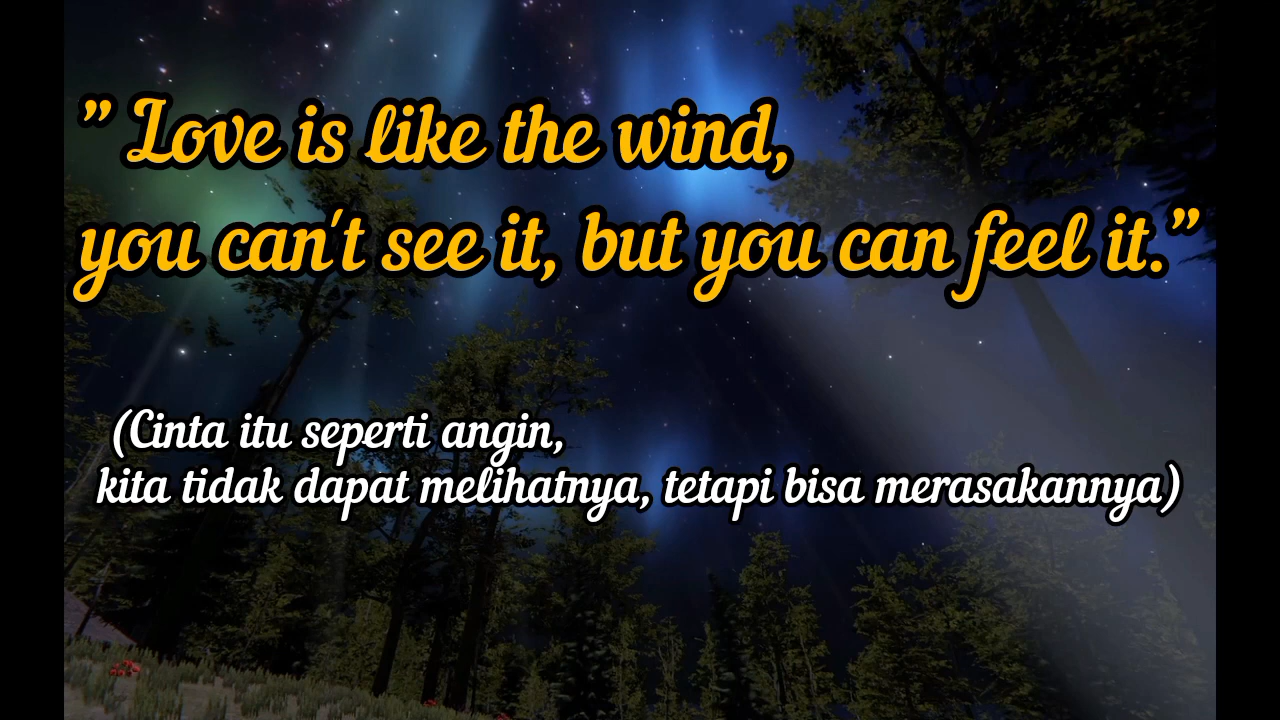 ” Love is like the wind,
you can't see it, but you can feel it.”
(Cinta itu seperti angin,
kita tidak dapat melihatnya, tetapi bisa merasakannya)